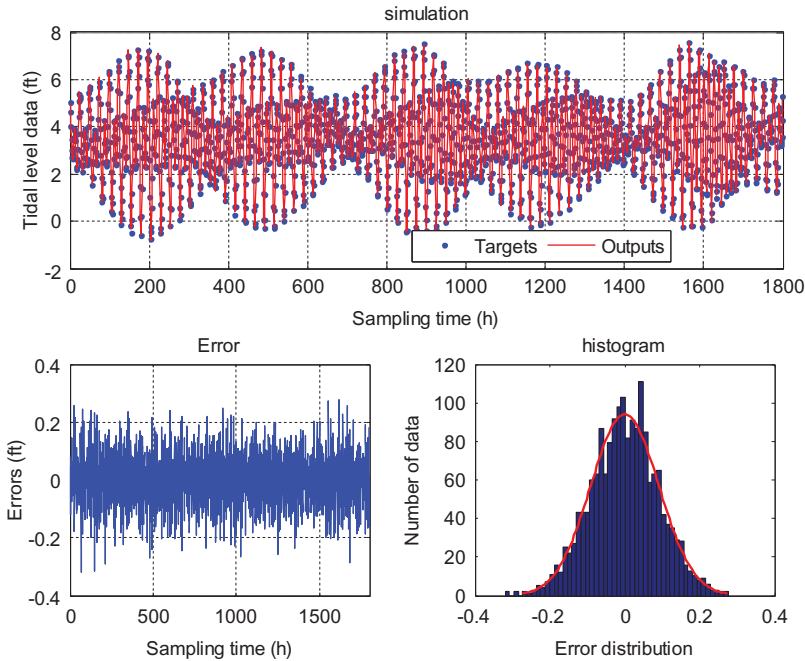 simulation
Tidal level data (ft)
8
6
4
2
0
-2
0 200 400 600 800 1000 1200 1400 1600 1800
Targets Outputs
Sampling time (h)
Error
Errors (ft)
0.4
0.2
0
-0.2
-0.4
0 500 1000 1500
Sampling time (h)
histogram
Number of data
120
100
80
60
40
20
0
-0.4 -0.2 0 0.2 0.4
Error distribution